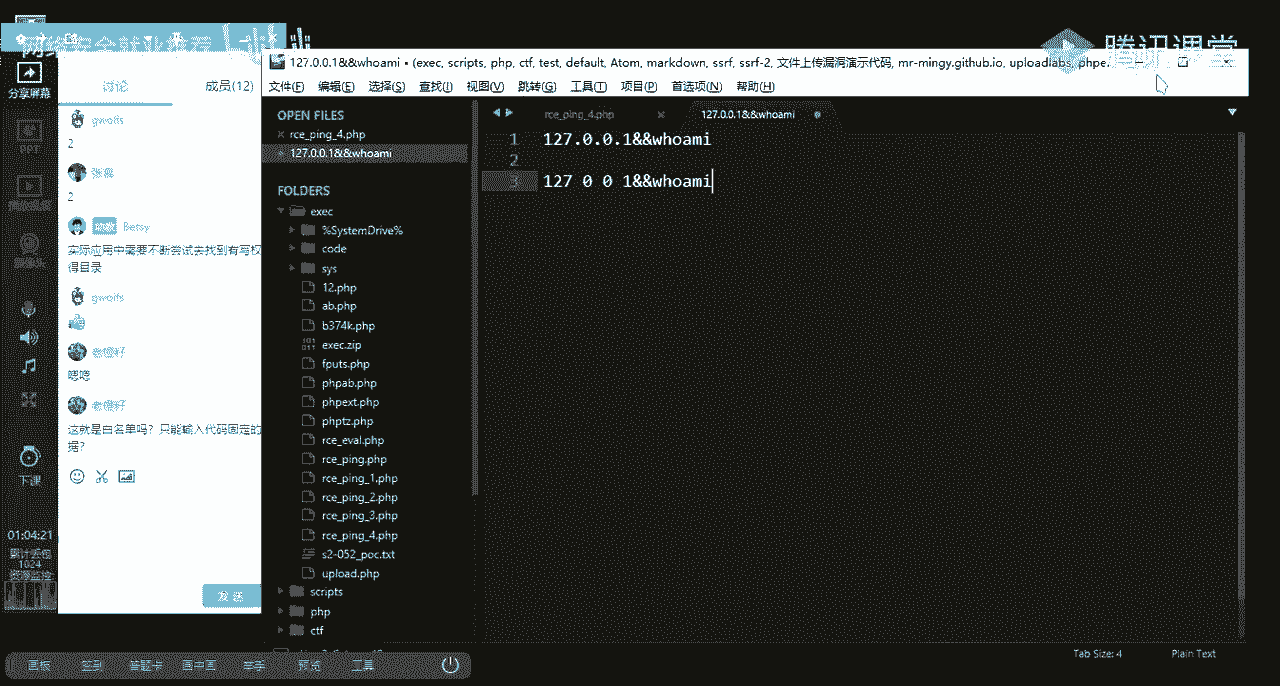 腾讯课堂
分享屏幕
PPT
01:04:21
1024
下课
讨论
成员(12)
gwolfs
2
2
Betsy
实际应用中需要不断尝试去找到有写权
得目录
gwolfs
嗯嗯
这就是白名单吗？只能输入代码固定的
据？
发 送
127.0.0.1&&whoami • (exec, scripts, php, ctf, test, default, Atom, markdown, ssrf, ssrf-2, 文件上传漏洞演示代码, mr-mingy.github.io, uploadlabs, phpe.
文件(F) 编辑(E) 选择(S) 查找(I) 视图(V) 跳转(G) 工具(T) 项目(P) 首选项(N) 帮助(H)
OPEN FILES
rce_ping_4.php
127.0.0.1&&whoami
FOLDERS
exec
%SystemDrive%
code
sys
12.php
ab.php
b374k.php
exec.zip
fputs.php
phpab.php
phpext.php
phptz.php
rce_eval.php
rce_ping.php
rce_ping_1.php
rce_ping_2.php
rce_ping_3.php
rce_ping_4.php
s2-052_poc.txt
upload.php
scripts
php
ctf
rce_ping_4.php
127.0.0.1&&whoami
1 127.0.0.1&&whoami
2
3 127 0 0 1&&whoami
Tab Size: 4
Plain Text
画板 签到 答题卡 画中画 举手 预览 工具